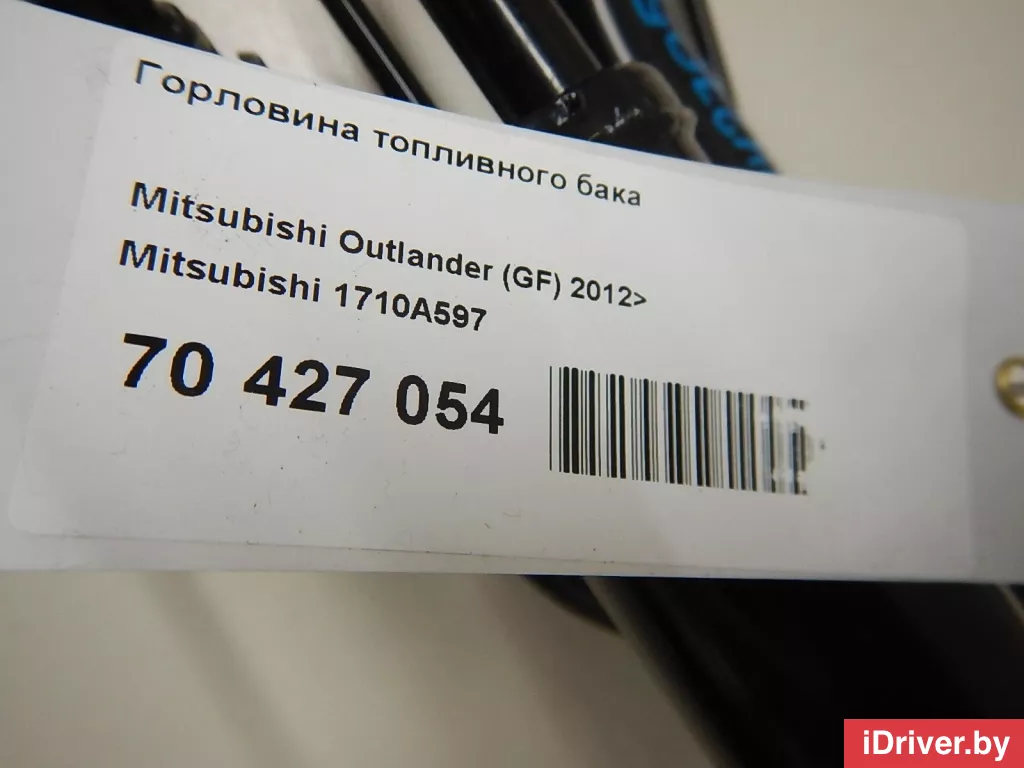 Горловина топливного бака
Mitsubishi Outlander (GF) 2012>
Mitsubishi 1710A597
70 427 054
iDriver.by